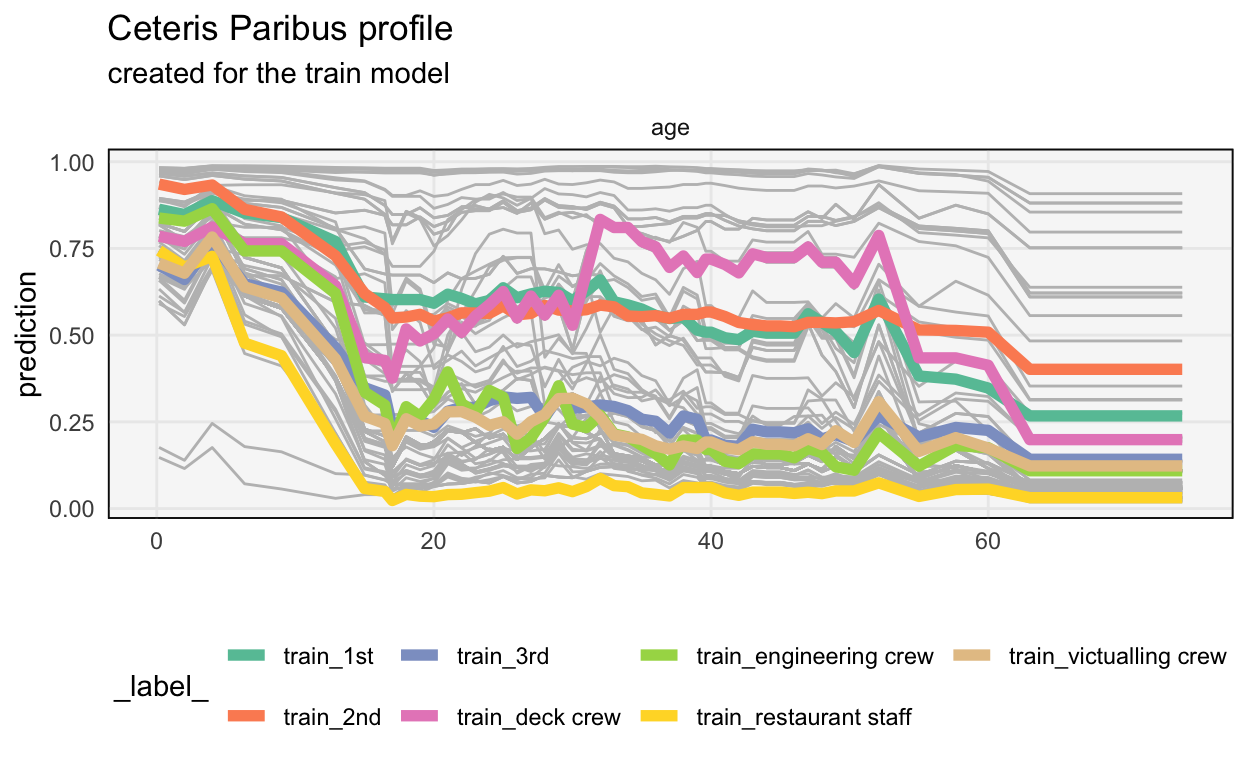 Ceteris Paribus profile
created for the train model
age
1.00
0.75
0.50
0.25
0.00
prediction
0 20 40 60
_label_
train_1st train_3rd train_engineering crew train_victualling crew
train_2nd train_deck crew train_restaurant staff